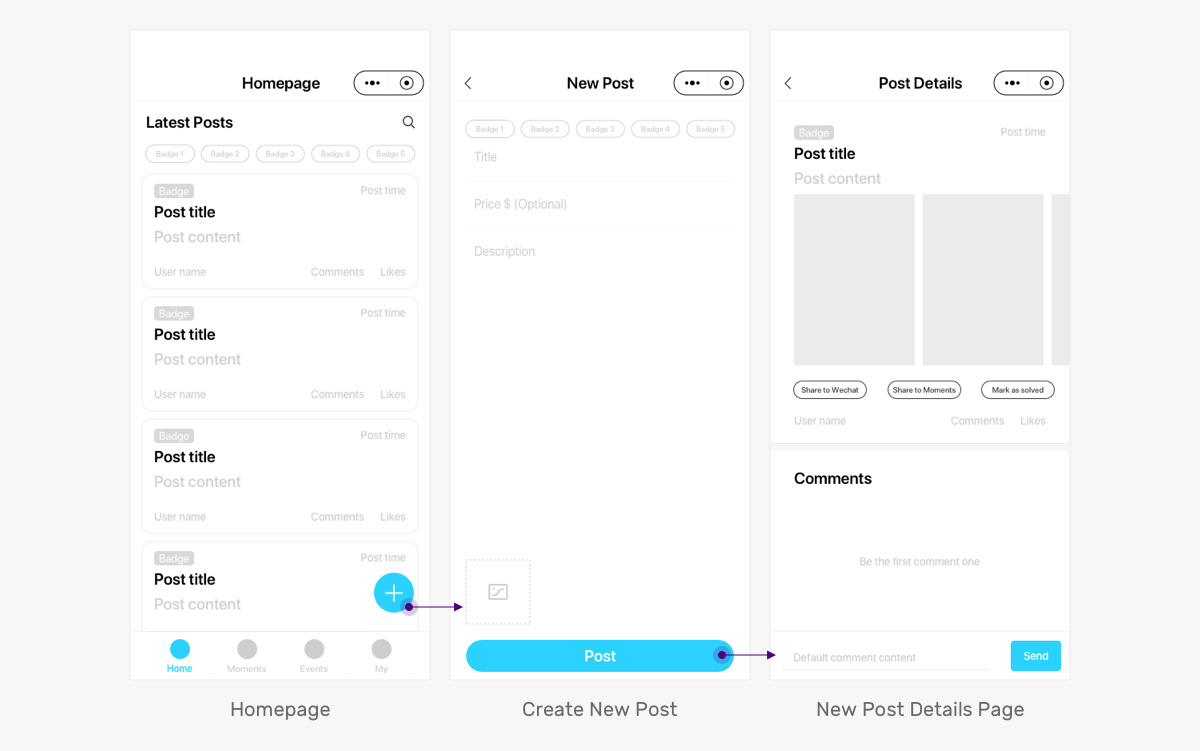 Homepage
Latest Posts
Badge 1 Badge 2 Badge 3 Badge 4 Badge 5
Badge Post time
Post title
Post content
User name Comments Likes
Badge Post time
Post title
Post content
User name Comments Likes
Badge Post time
Post title
Post content
User name Comments Likes
Badge Post time
Post title
Post content
Home Moments Events My
Homepage
New Post
Badge 1 Badge 2 Badge 3 Badge 4 Badge 5
Title
Price $ (Optional)
Description
Post
Create New Post
Post Details
Badge Post time
Post title
Post content
Share to Wechat Share to Moments Mark as solved
User name Comments Likes
Comments
Be the first comment one
Default comment content Send
New Post Details Page